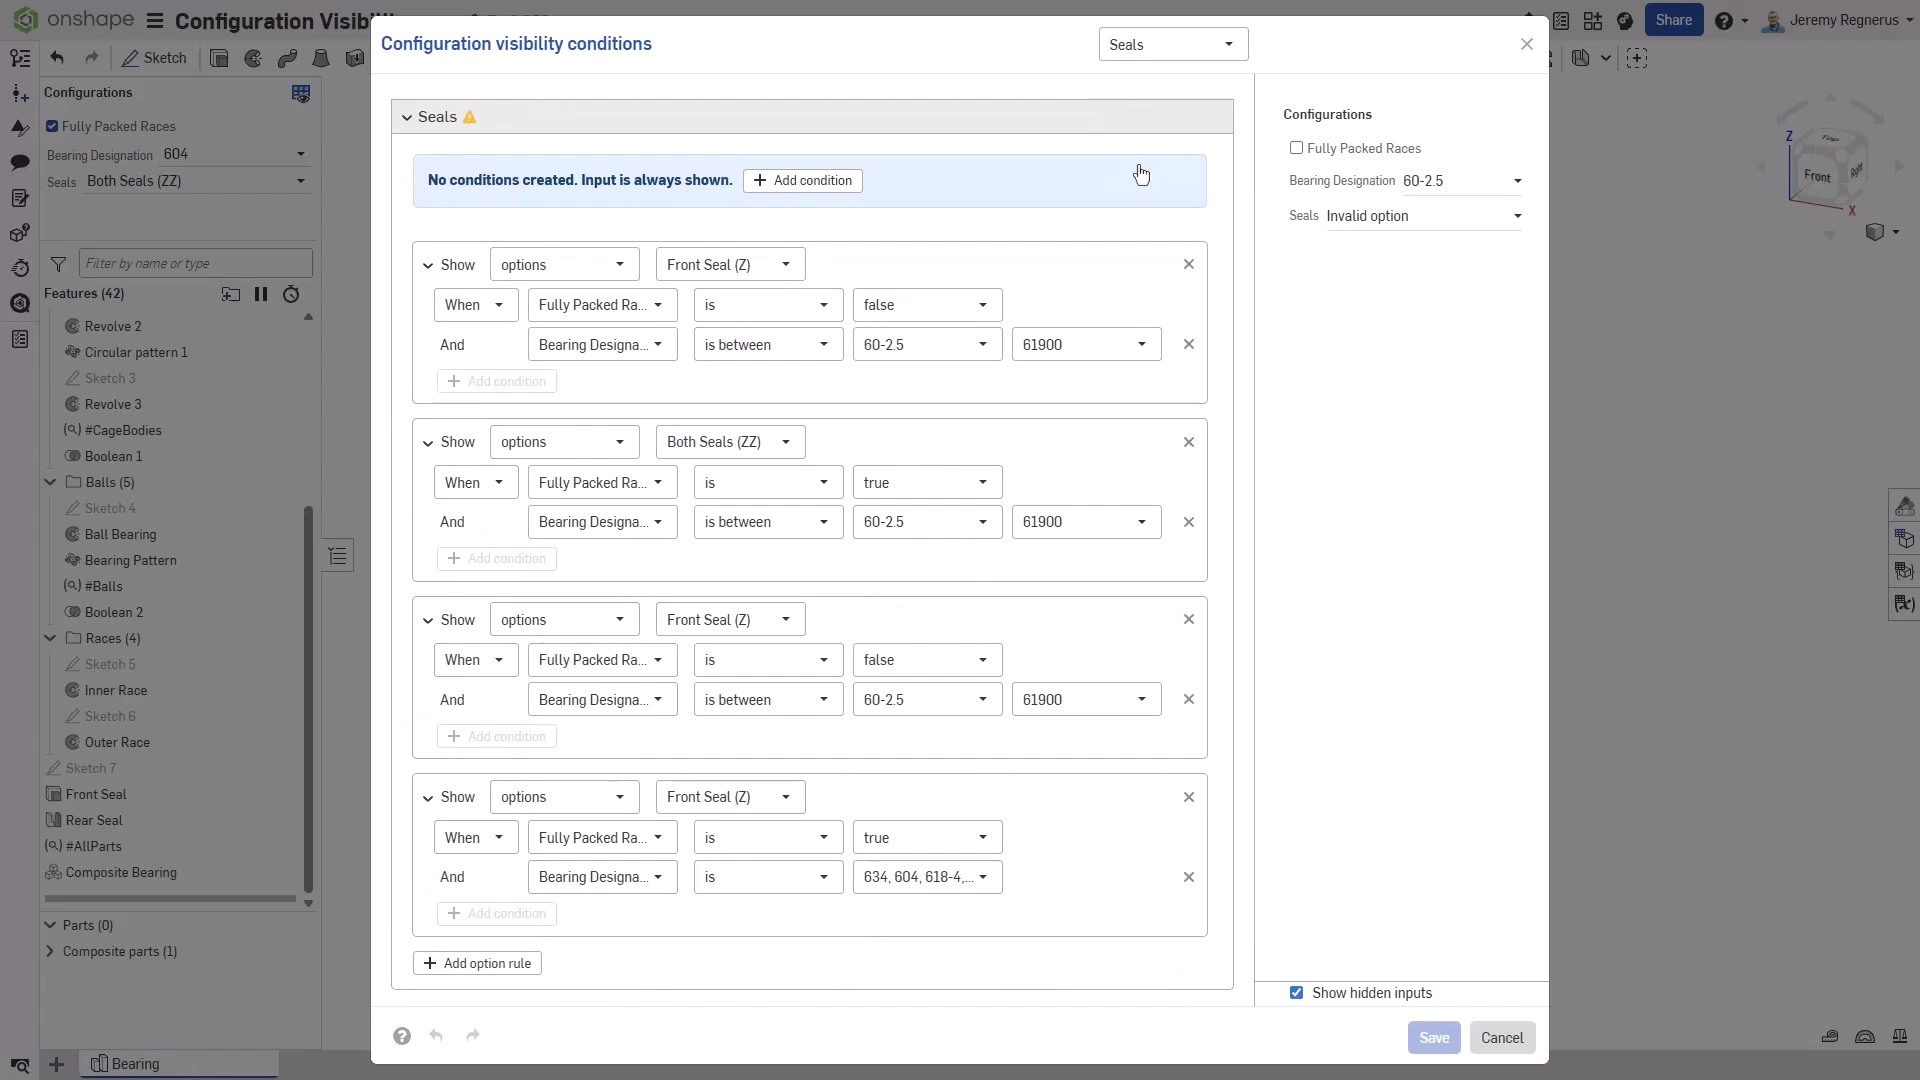 onshape
Configuration Visibili
Share
Jeremy Regnerus
Sketch
Configurations
Fully Packed Races
Bearing Designation 604
Seals Both Seals (ZZ)
Filter by name or type
Features (42)
Revolve 2
Circular pattern 1
Sketch 3
Revolve 3
#CageBodies
Boolean 1
Balls (5)
Sketch 4
Ball Bearing
Bearing Pattern
#Balls
Boolean 2
Races (4)
Sketch 5
Inner Race
Sketch 6
Outer Race
Sketch 7
Front Seal
Rear Seal
#AllParts
Composite Bearing
Parts (0)
Composite parts (1)
Bearing
Configuration visibility conditions
Seals
Seals
No conditions created. Input is always shown. Add condition
Show options Front Seal (Z)
When Fully Packed Ra... is false
And Bearing Designa... is between 60-2.5 61900
Add condition
Show options Both Seals (ZZ)
When Fully Packed Ra... is true
And Bearing Designa... is between 60-2.5 61900
Add condition
Show options Front Seal (Z)
When Fully Packed Ra... is false
And Bearing Designa... is between 60-2.5 61900
Add condition
Show options Front Seal (Z)
When Fully Packed Ra... is true
And Bearing Designa... is 634, 604, 618-4,...
Add condition
Add option rule
Configurations
Fully Packed Races
Bearing Designation 60-2.5
Seals Invalid option
Show hidden inputs
Save
Cancel
Z
Top
Front
Right
X